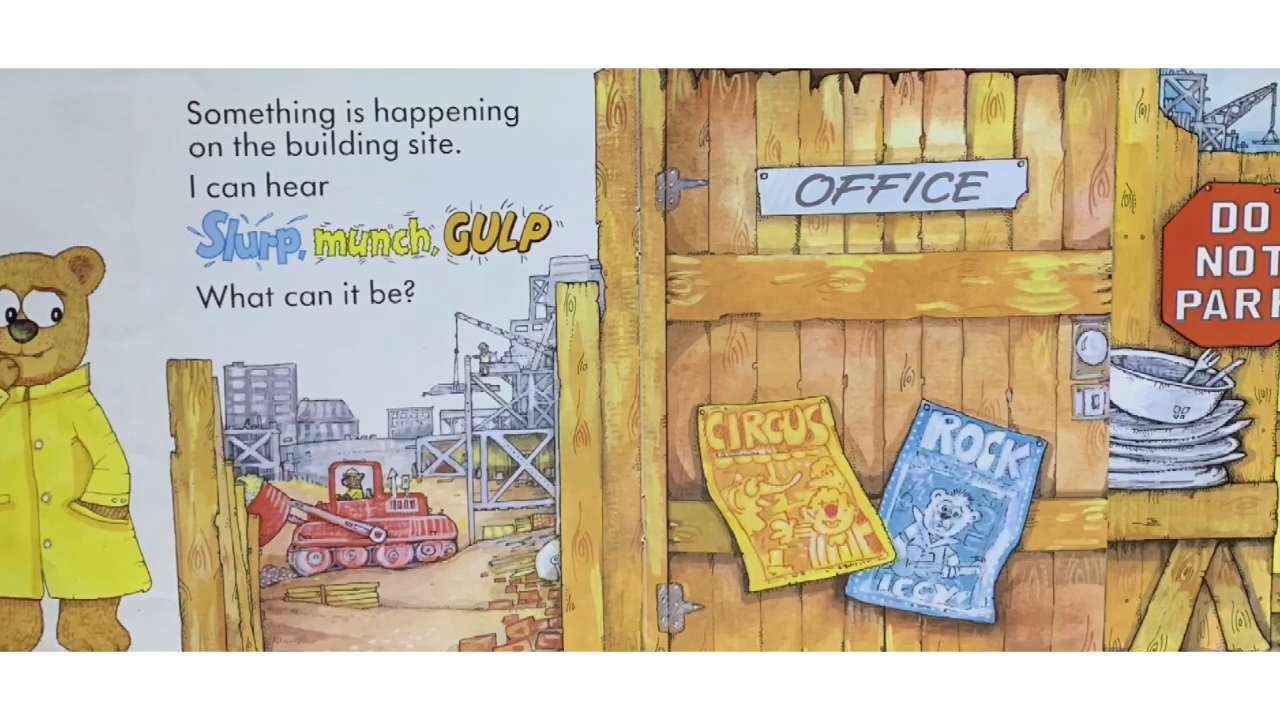 Something is happening
on the building site.
I can hear
Slurp, munch, GULP
What can it be?
OFFICE
CIRCUS
ROCK
DO
NOT